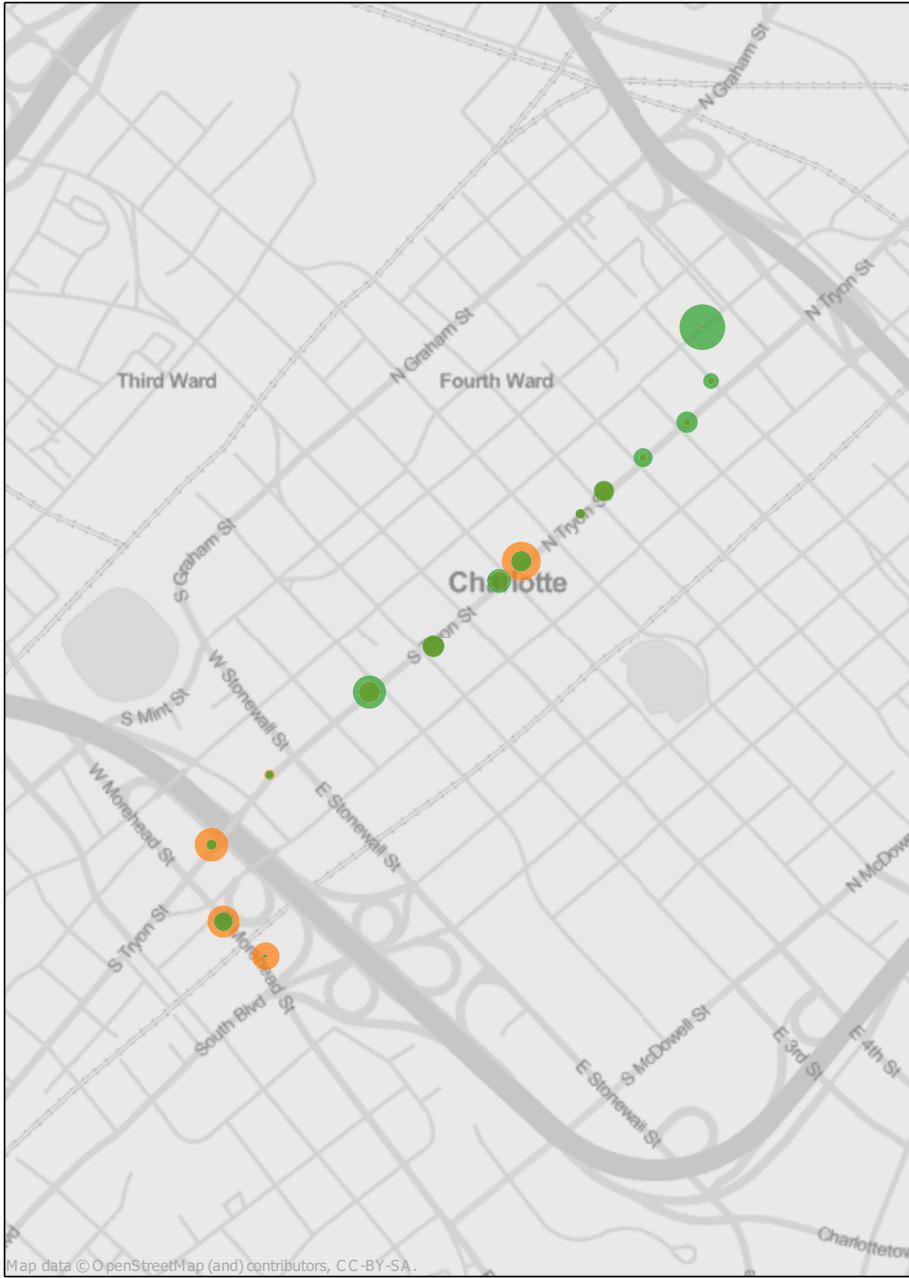 N Graham St
N Tryon St
N Graham St
Third Ward
Fourth Ward
N Tryon St
S Graham St
Charlotte
S Tryon St
W Stonewall St
S Mint St
W Morehead St
E Stonewall St
N McDowe
S Tryon St
Morehead St
South Blvd
S McDowell St
E 3rd St
E 4th St
E Stonewall St
Charlottetow
Map data © OpenStreetMap (and) contributors, CC-BY-SA.